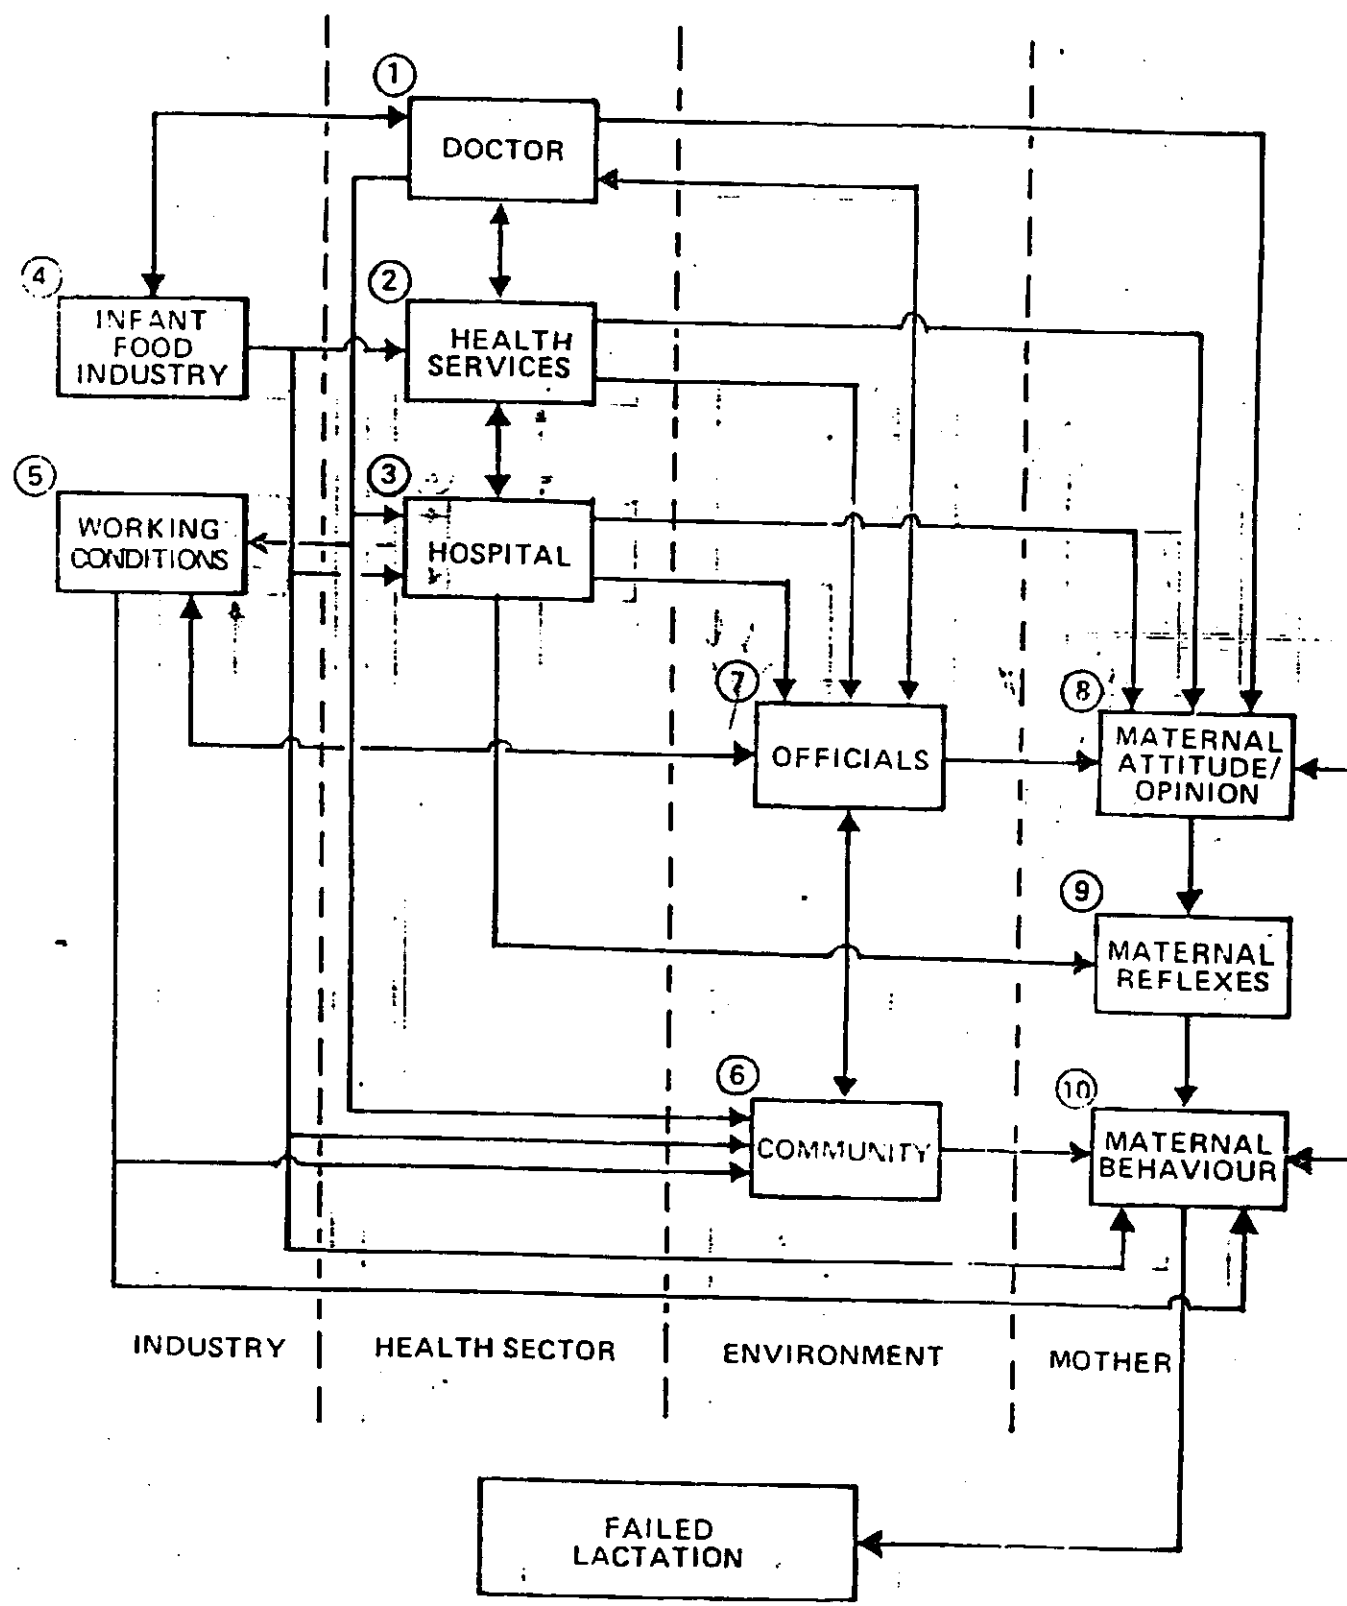 1
DOCTOR
2
HEALTH
SERVICES
3
HOSPITAL
4
INFANT
FOOD
INDUSTRY
5
WORKING
CONDITIONS
7
OFFICIALS
8
MATERNAL
ATTITUDE/
OPINION
9
MATERNAL
REFLEXES
6
COMMUNITY
10
MATERNAL
BEHAVIOUR
INDUSTRY
HEALTH SECTOR
ENVIRONMENT
MOTHER
FAILED
LACTATION